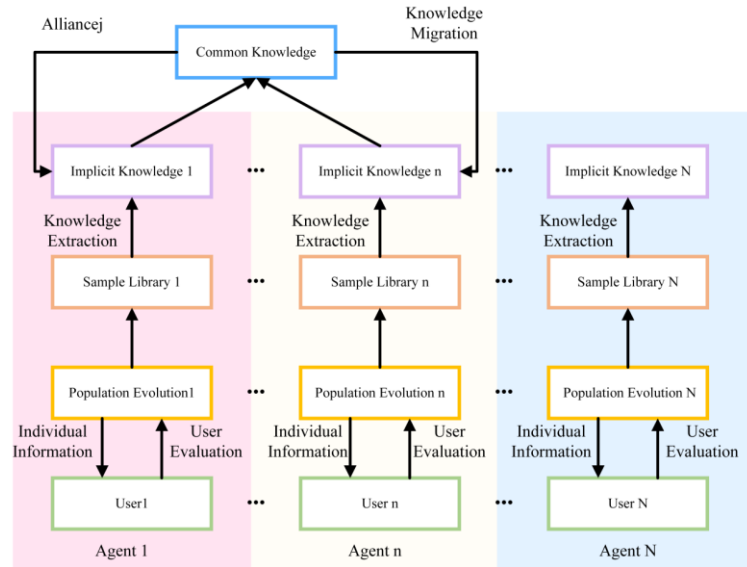 Alliancej
Knowledge
Migration
Common Knowledge
Implicit Knowledge 1
...
Implicit Knowledge n
...
Implicit Knowledge N
Knowledge
Extraction
Knowledge
Extraction
Knowledge
Extraction
Sample Library 1
...
Sample Library n
...
Sample Library N
Population Evolution1
...
Population Evolution n
...
Population Evolution N
Individual
Information
User
Evaluation
Individual
Information
User
Evaluation
Individual
Information
User
Evaluation
User1
...
User n
...
User N
Agent 1
Agent n
Agent N